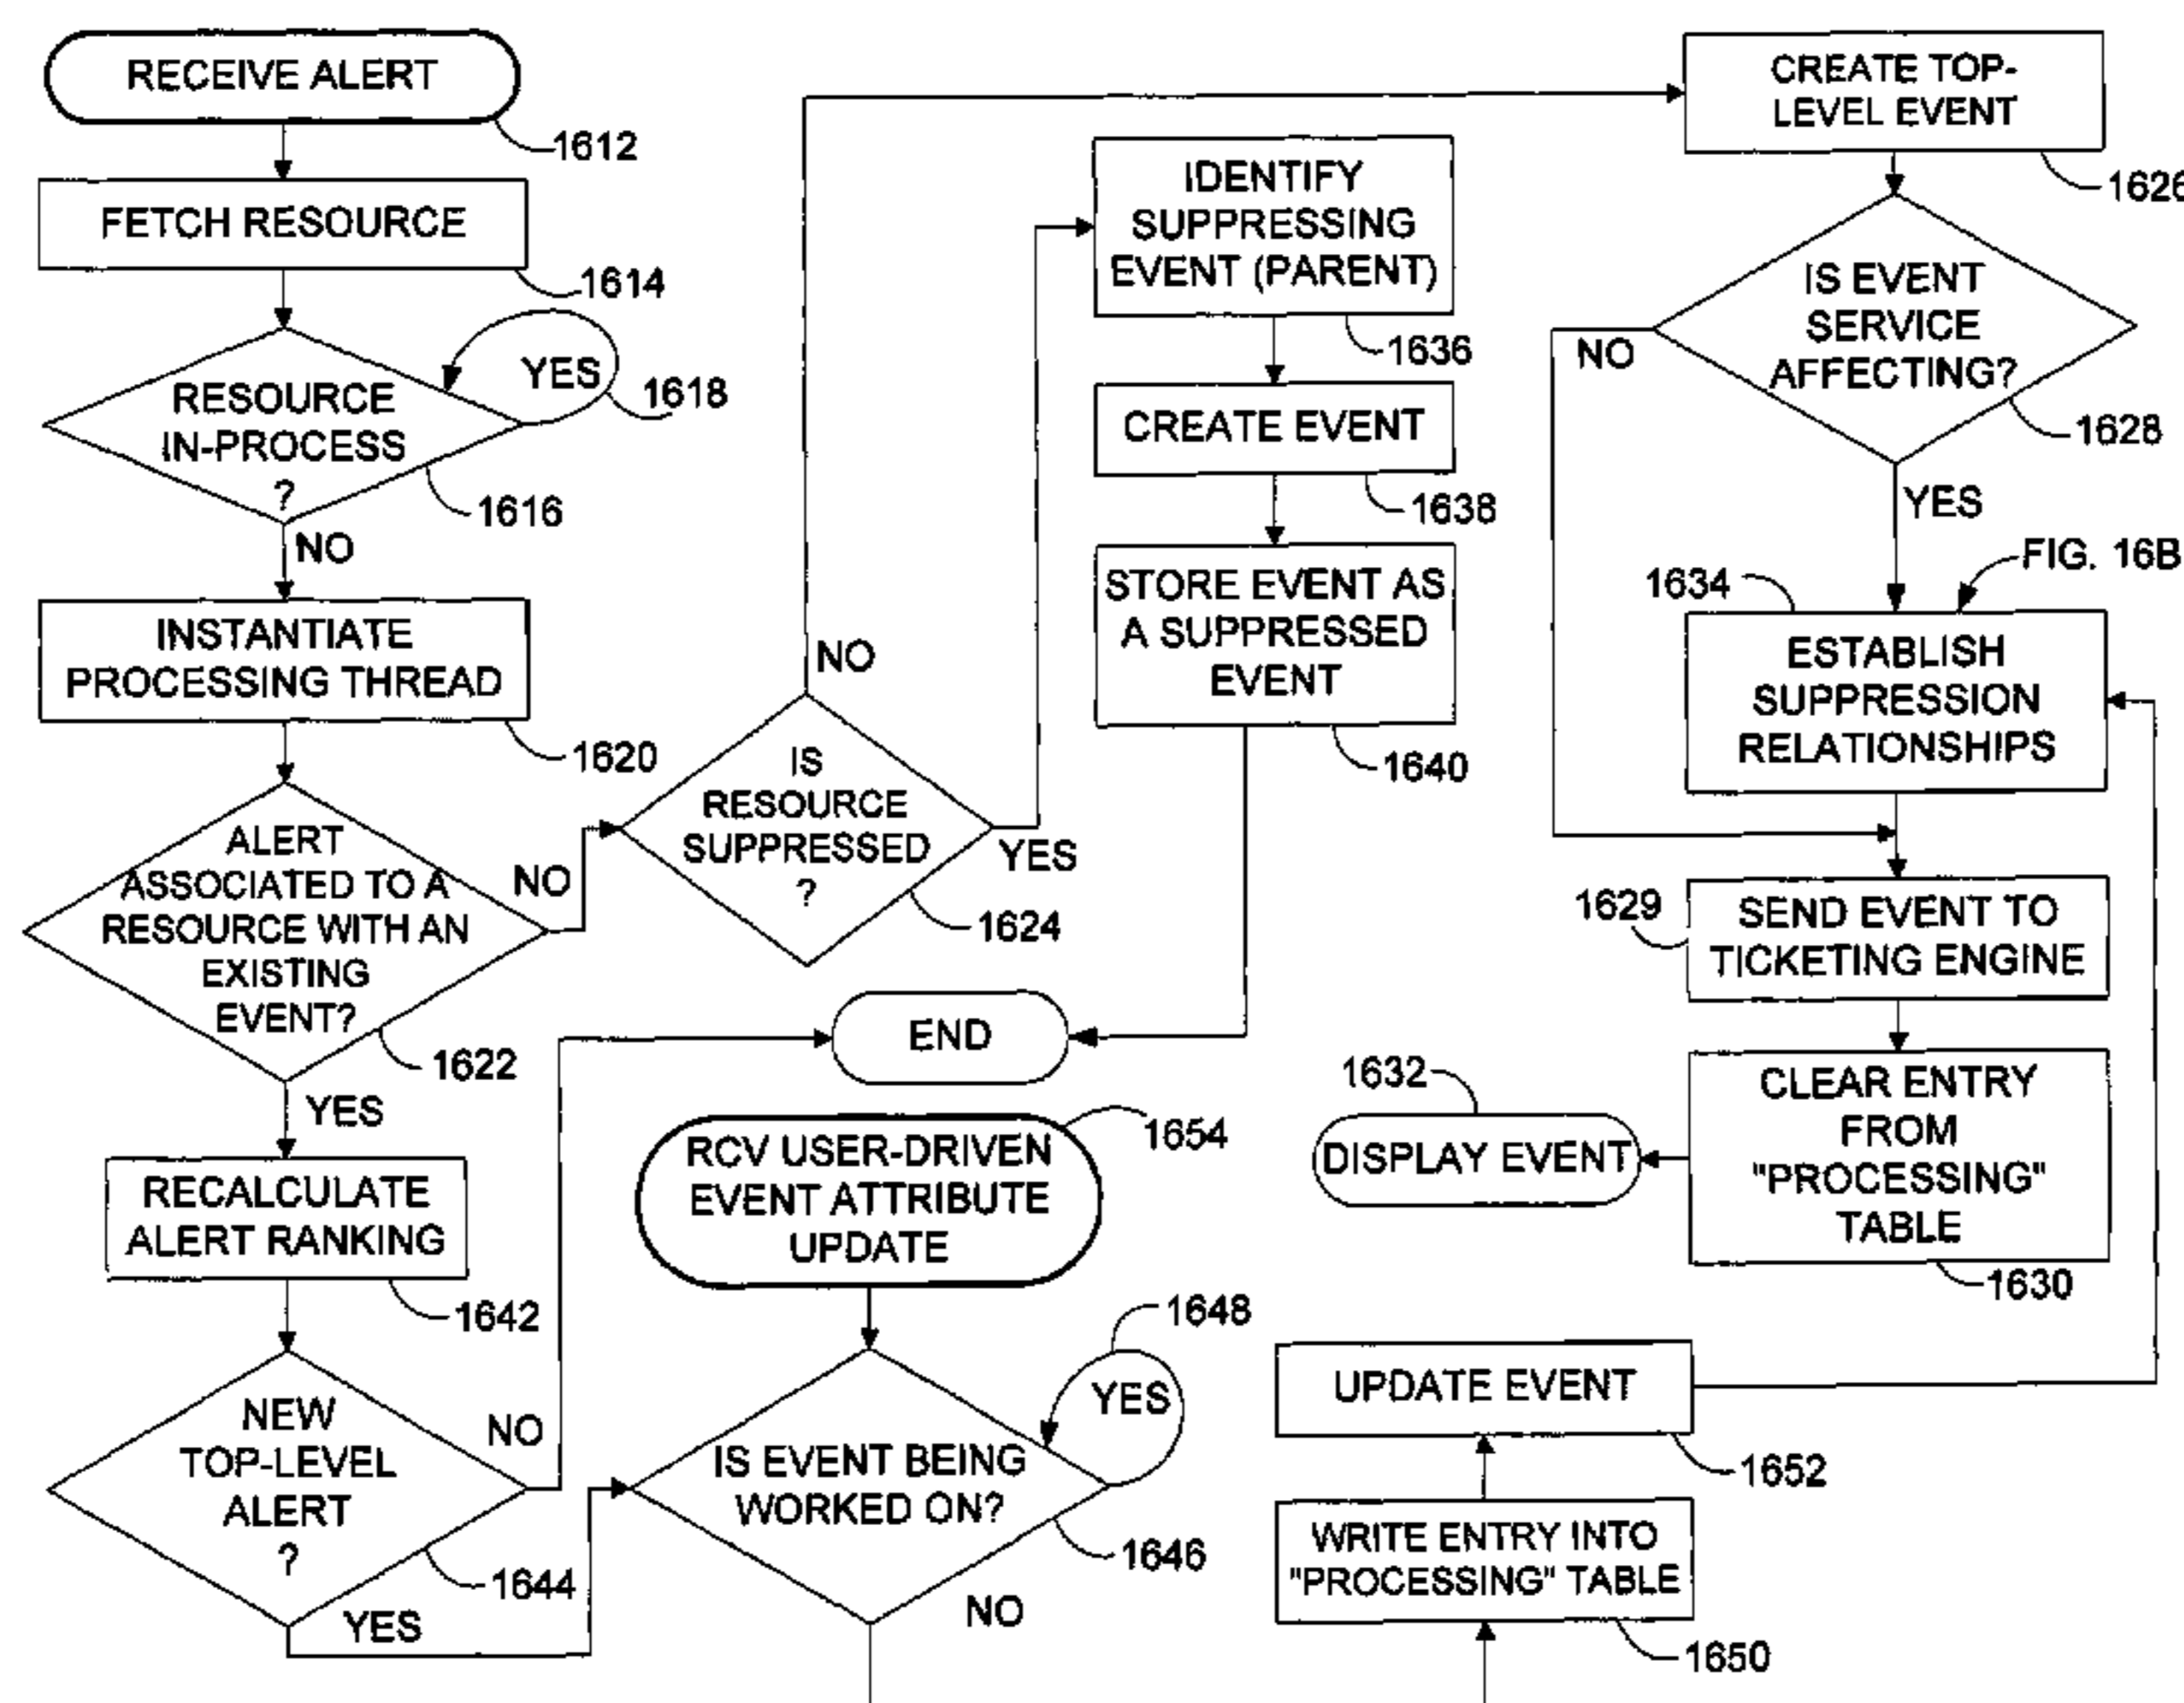 RECEIVE ALERT
1612
FETCH RESOURCE
1614
RESOURCE
IN-PROCESS
?
YES
1618
1616
NO
INSTANTIATE
PROCESSING THREAD
1620
ALERT
ASSOCIATED TO A
RESOURCE WITH AN
EXISTING
EVENT?
NO
1622
YES
RECALCULATE
ALERT RANKING
1642
NEW
TOP-LEVEL
ALERT
?
NO
1644
YES
IS
RESOURCE
SUPPRESSED
?
NO
YES
1624
IDENTIFY
SUPPRESSING
EVENT (PARENT)
1636
CREATE EVENT
1638
STORE EVENT AS
A SUPPRESSED
EVENT
1640
END
RCV USER-DRIVEN
EVENT ATTRIBUTE
UPDATE
1654
IS EVENT BEING
WORKED ON?
YES
1648
1646
NO
CREATE TOP-
LEVEL EVENT
1626
IS EVENT
SERVICE
AFFECTING?
NO
1628
YES
FIG. 16B
1634
ESTABLISH
SUPPRESSION
RELATIONSHIPS
1629
SEND EVENT TO
TICKETING ENGINE
CLEAR ENTRY
FROM
"PROCESSING"
TABLE
1630
1632
DISPLAY EVENT
UPDATE EVENT
1652
WRITE ENTRY INTO
"PROCESSING" TABLE
1650